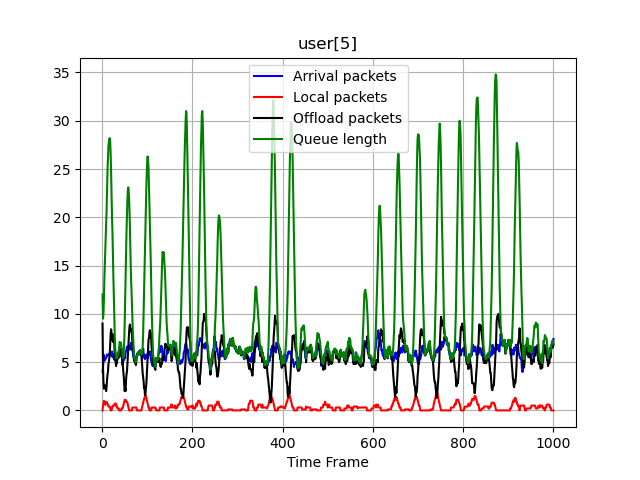 user[5]
Arrival packets
Local packets
Offload packets
Queue length
35
30
25
20
15
10
5
0
0 200 400 600 800 1000
Time Frame